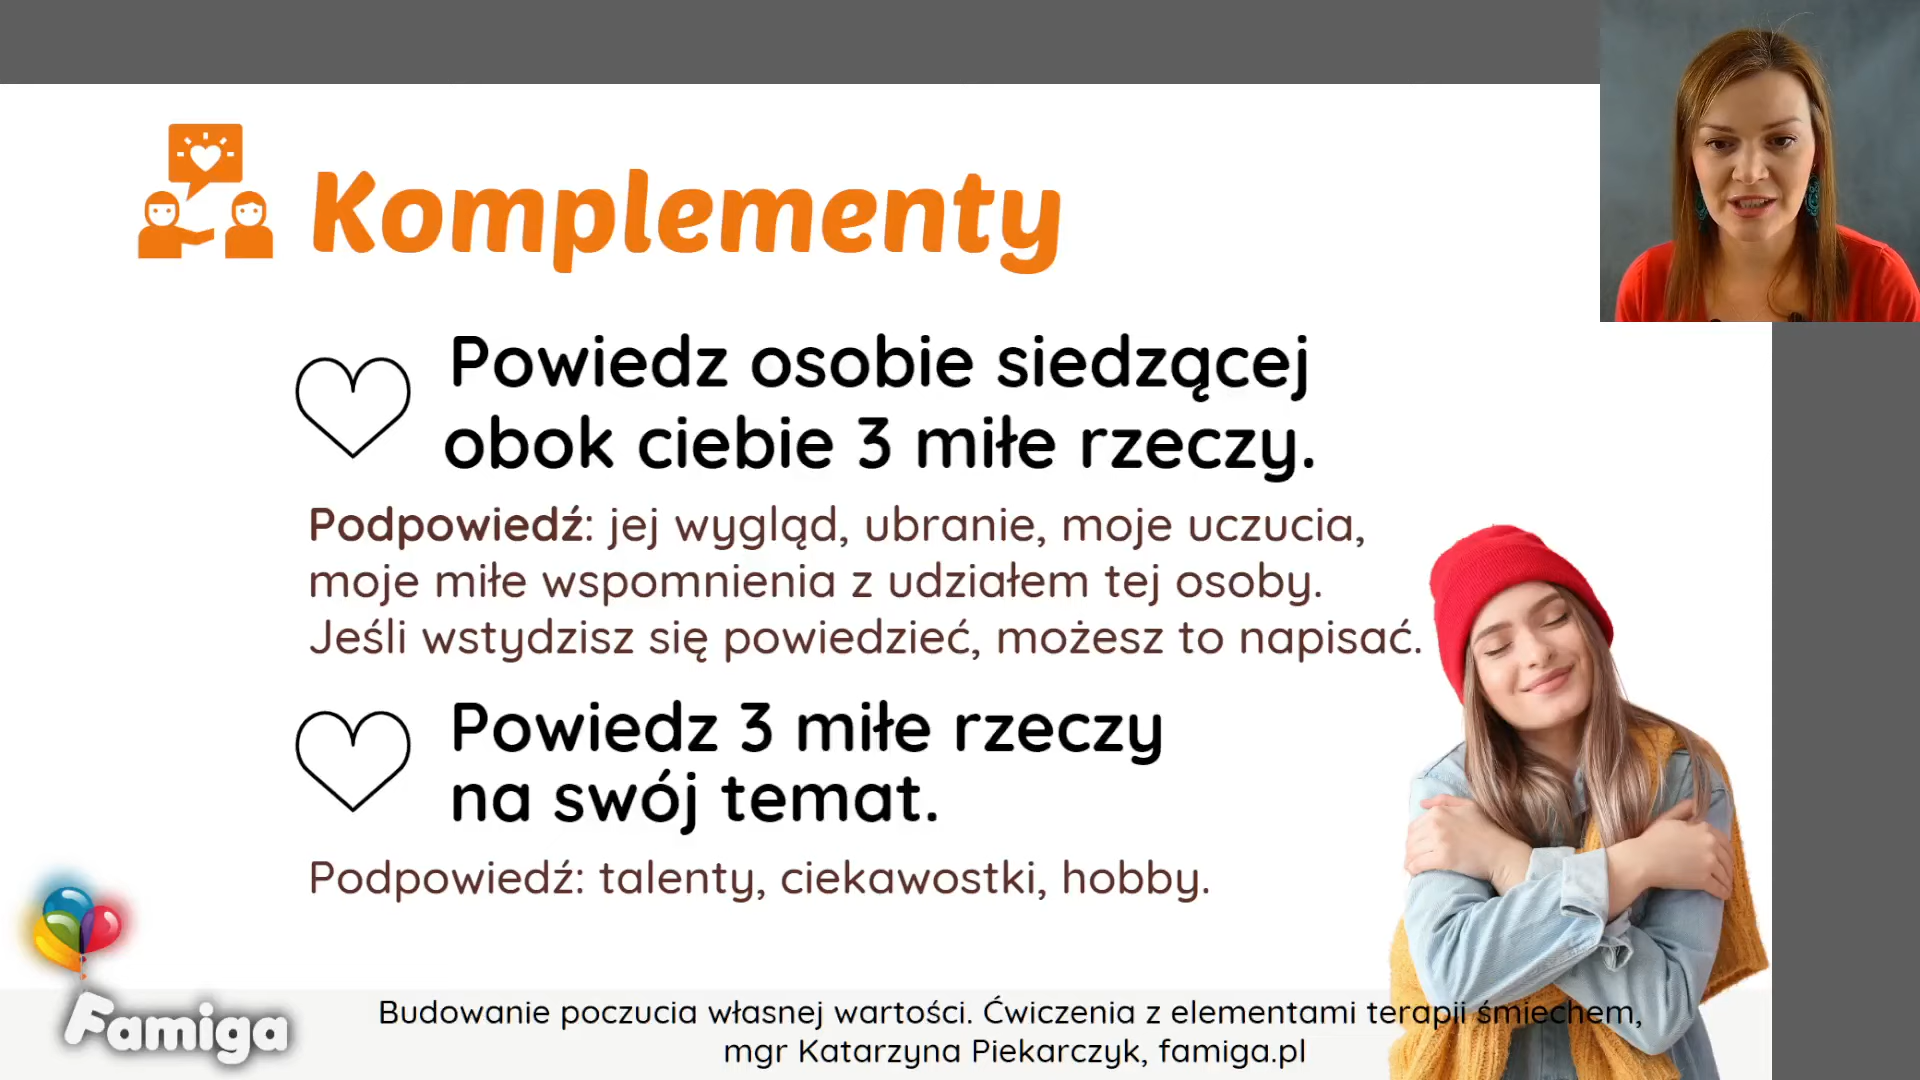 Komplementy
Powiedz osobie siedzącej
obok ciebie 3 miłe rzeczy.
Podpowiedź: jej wygląd, ubranie, moje uczucia,
moje miłe wspomnienia z udziałem tej osoby.
Jeśli wstydzisz się powiedzieć, możesz to napisać.
Powiedz 3 miłe rzeczy
na swój temat.
Podpowiedź: talenty, ciekawostki, hobby.
Famiga
Budowanie poczucia własnej wartości. Ćwiczenia z elementami terapii śmiechem,
mgr Katarzyna Piekarczyk, famiga.pl